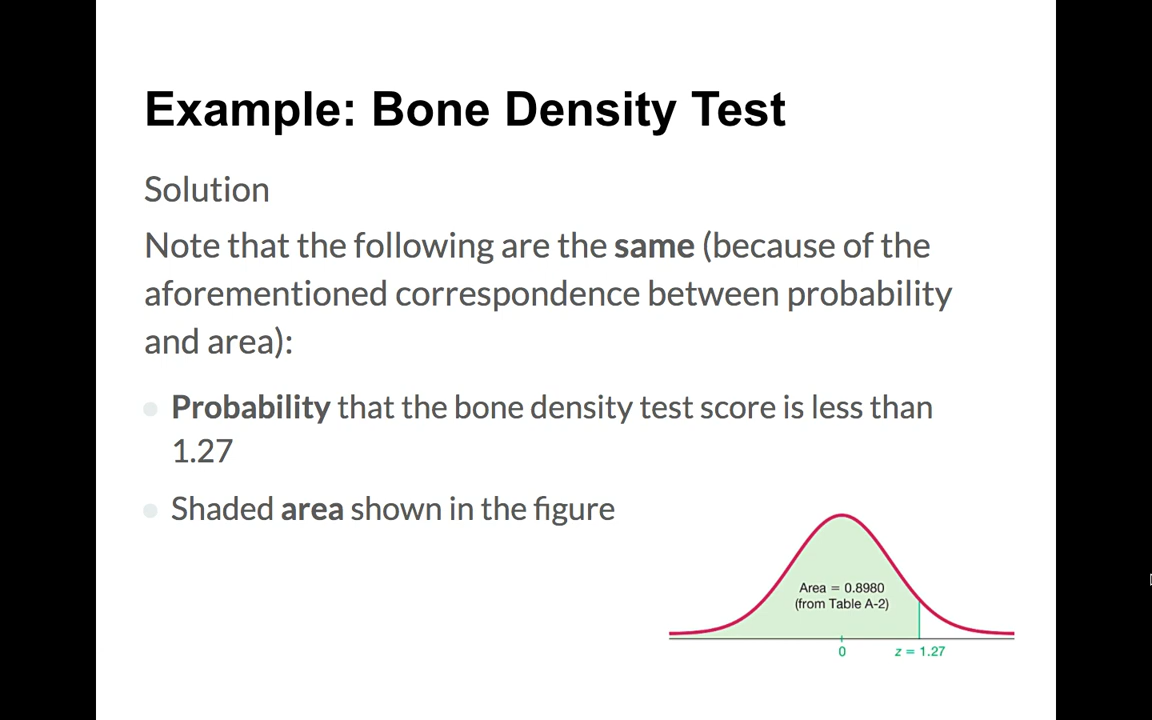 Example: Bone Density Test
Solution
Note that the following are the same (because of the
aforementioned correspondence between probability
and area):
Probability that the bone density test score is less than
1.27
Shaded area shown in the figure
Area = 0.8980
(from Table A-2)
0
z = 1.27